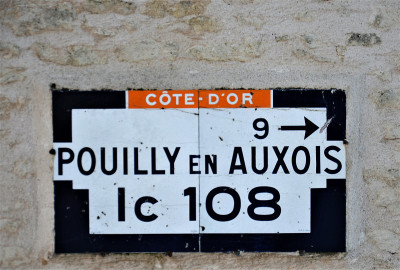 CÔTE-D'OR
9 →
POUILLY EN AUXOIS
Ic 108